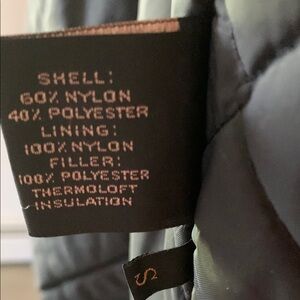 SHELL:
60% NYLON
40% POLYESTER
LINING:
100% NYLON
FILLER:
100% POLYESTER
THERMOLOFT
INSULATION
S